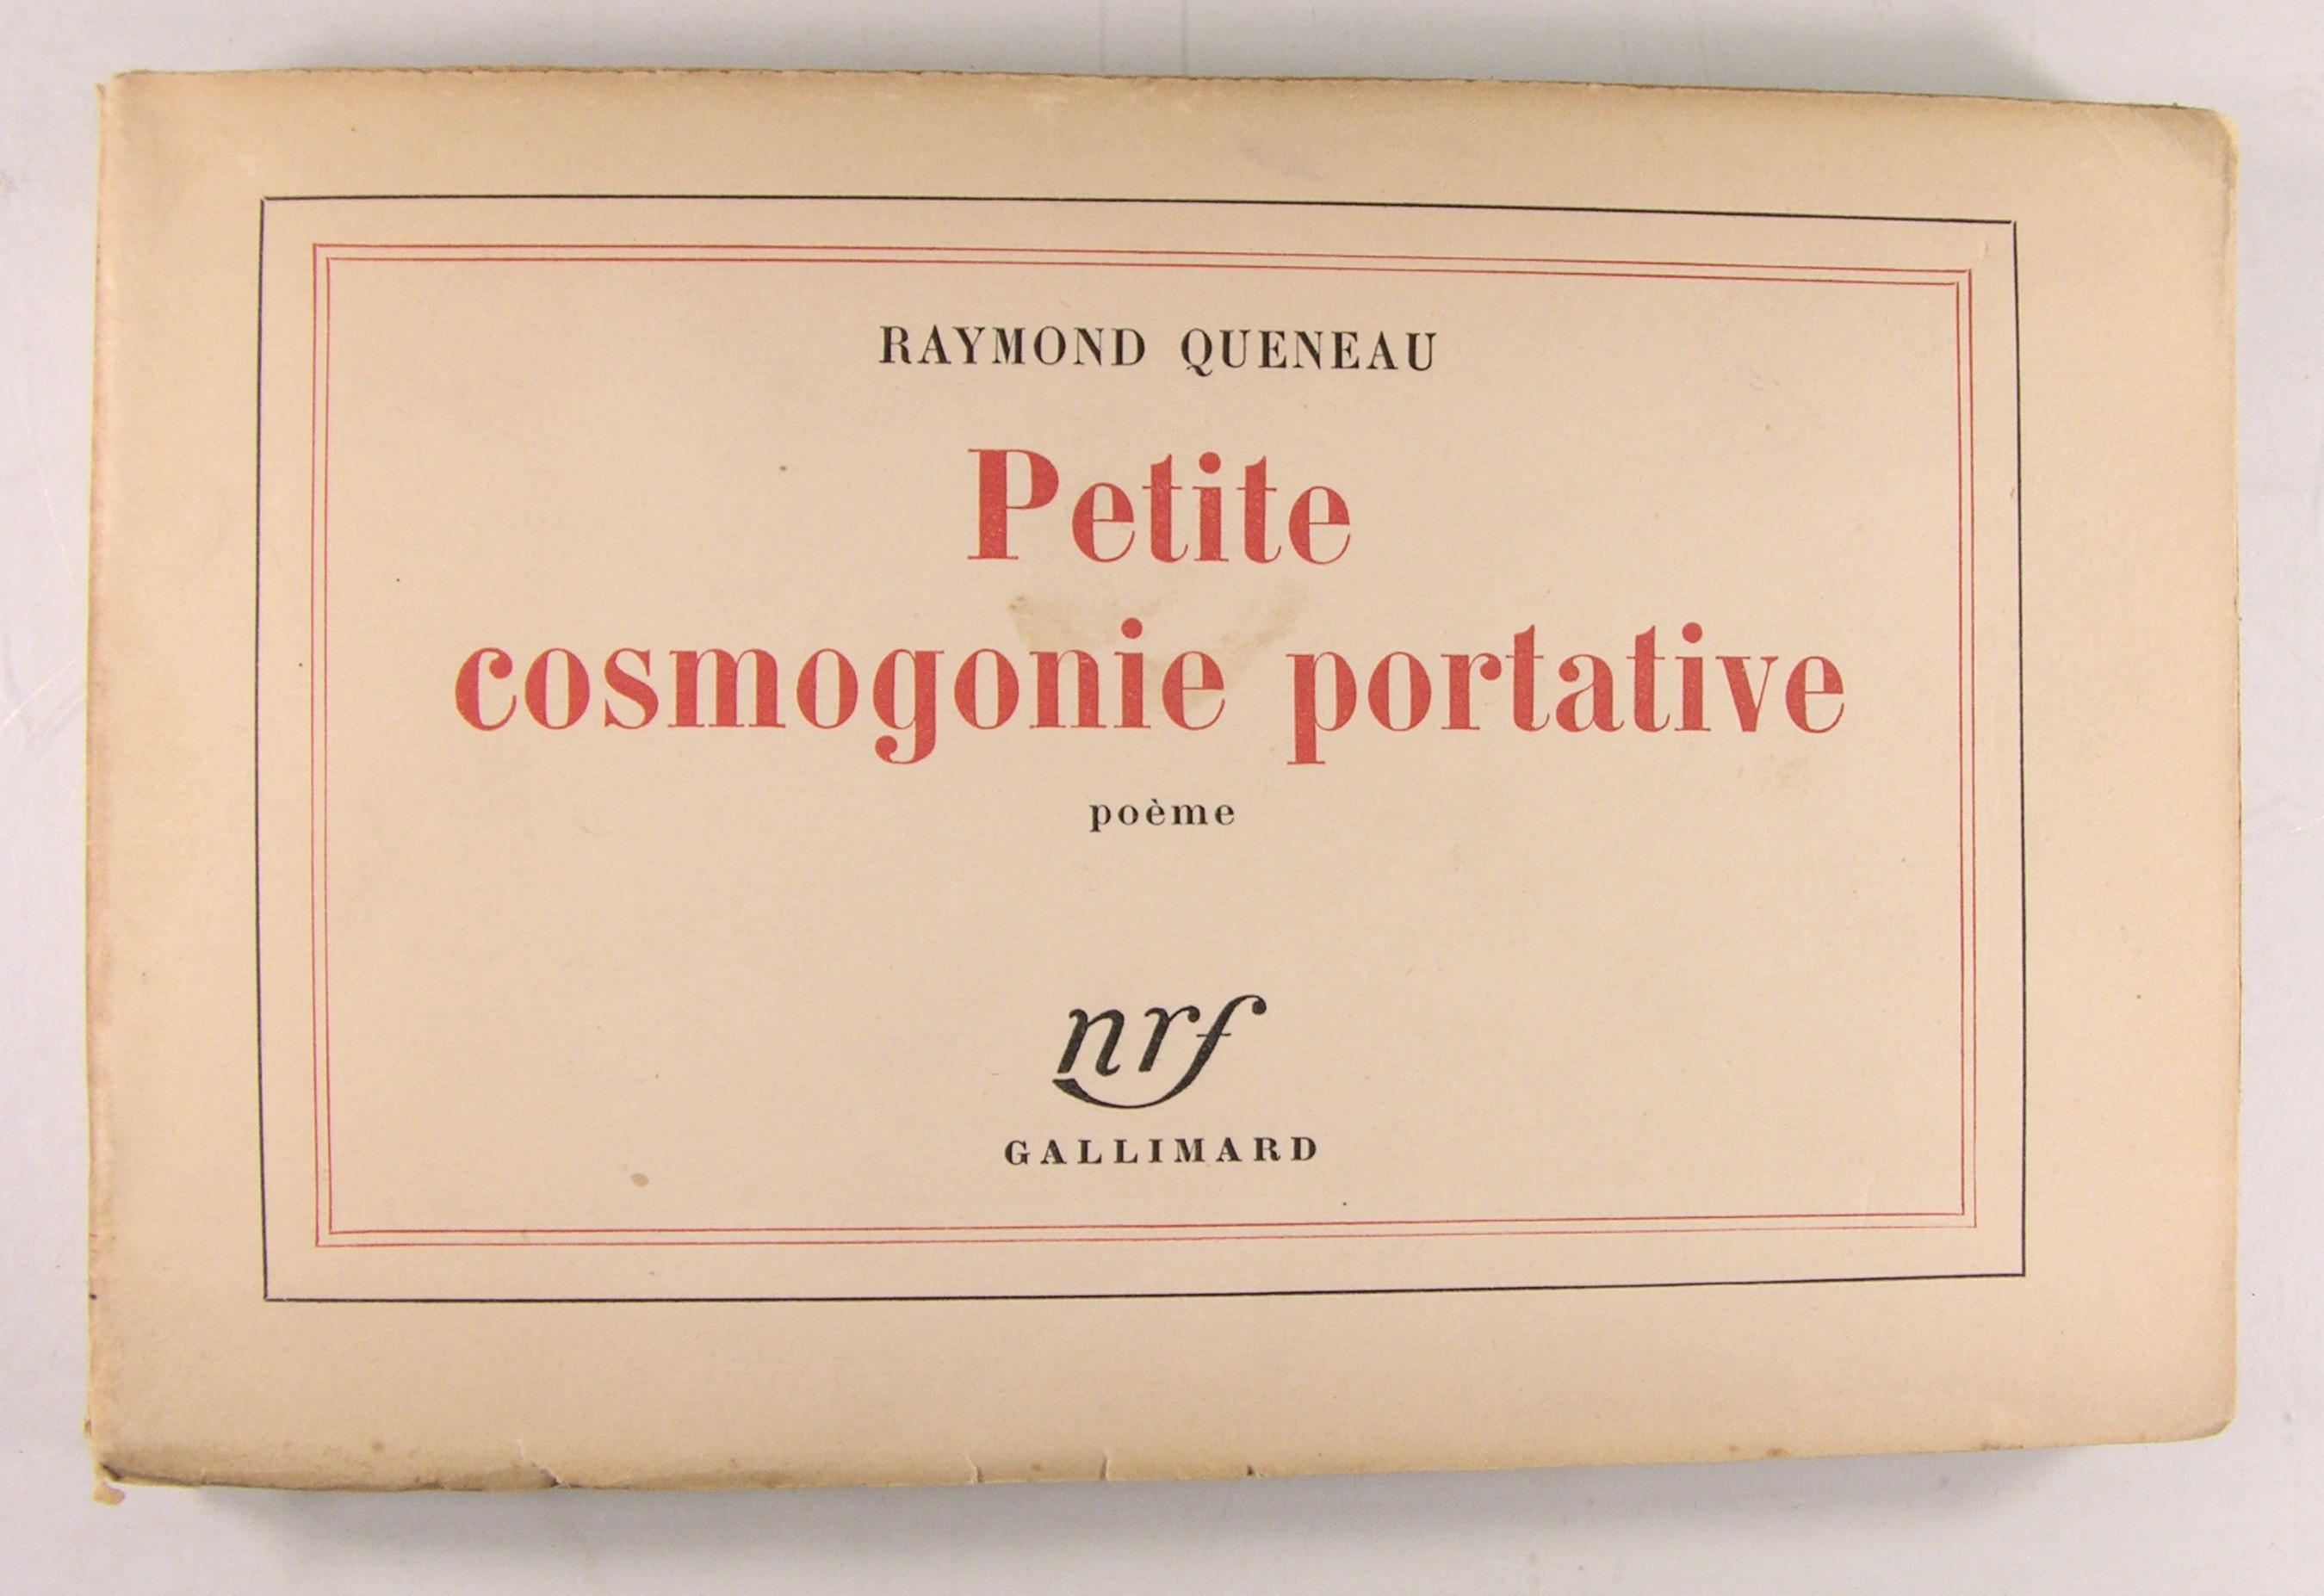 RAYMOND QUENEAU
Petite
cosmogonie portative
poème
nrf
GALLIMARD